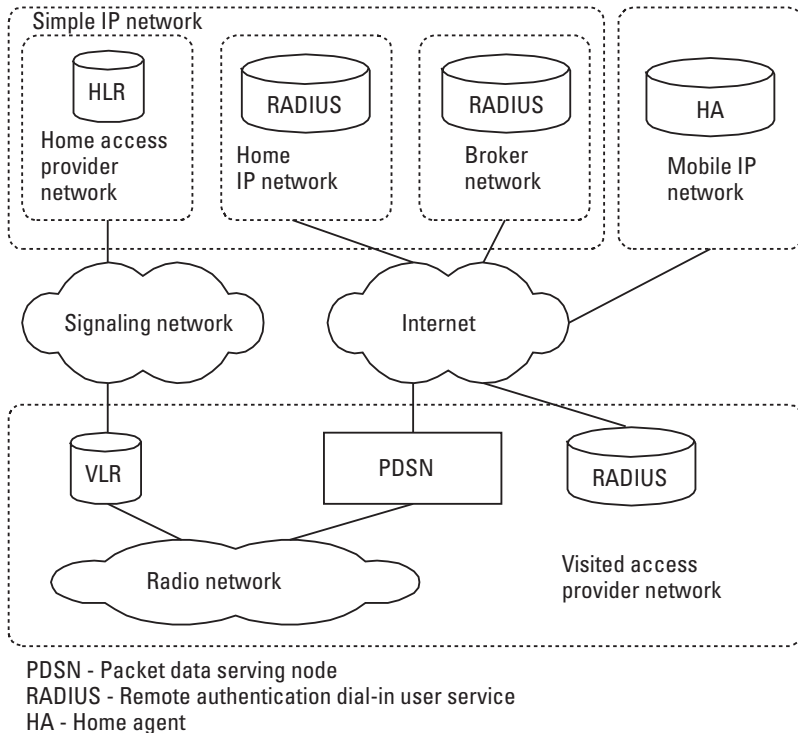 Simple IP network
HLR
Home access
provider
network
RADIUS
Home
IP network
RADIUS
Broker
network
HA
Mobile IP
network
Signaling network
Internet
VLR
PDSN
RADIUS
Radio network
Visited access
provider network
PDSN - Packet data serving node
RADIUS - Remote authentication dial-in user service
HA - Home agent